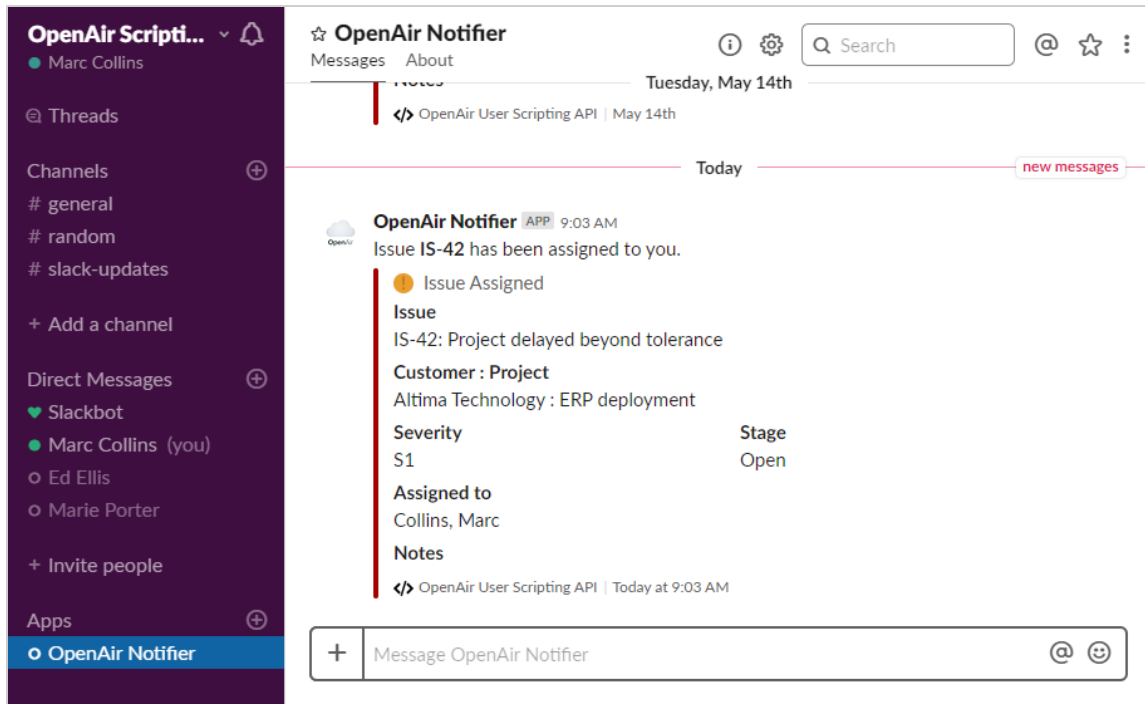 OpenAir Scripti...
Marc Collins
Threads
Channels
# general
# random
# slack-updates
+ Add a channel
Direct Messages
Slackbot
Marc Collins (you)
Ed Ellis
Marie Porter
+ Invite people
Apps
OpenAir Notifier
OpenAir Notifier
Messages About
Search
Notes
Tuesday, May 14th
</> OpenAir User Scripting API | May 14th
Today
new messages
OpenAir
OpenAir Notifier APP 9:03 AM
Issue IS-42 has been assigned to you.
Issue Assigned
Issue
IS-42: Project delayed beyond tolerance
Customer : Project
Altima Technology : ERP deployment
Severity Stage
S1 Open
Assigned to
Collins, Marc
Notes
</> OpenAir User Scripting API | Today at 9:03 AM
Message OpenAir Notifier